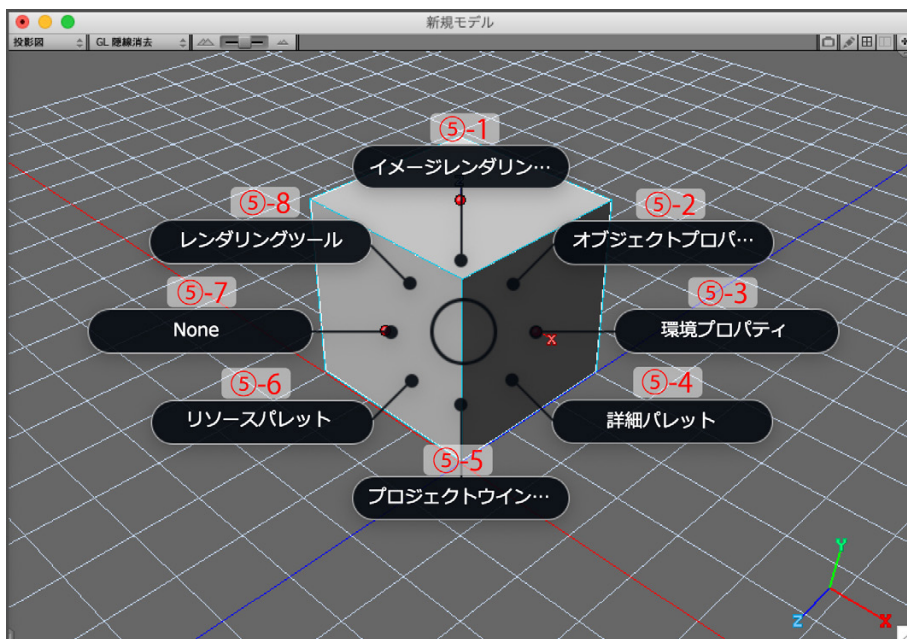 新規モデル
投影図 GL 隠線消去
⑤-1
イメージレンダリン…
⑤-8
レンダリングツール
⑤-2
オブジェクトプロパ…
⑤-7
None
⑤-3
環境プロパティ
⑤-6
リソースパレット
⑤-4
詳細パレット
⑤-5
プロジェクトウイン…
X
Y
Z
X